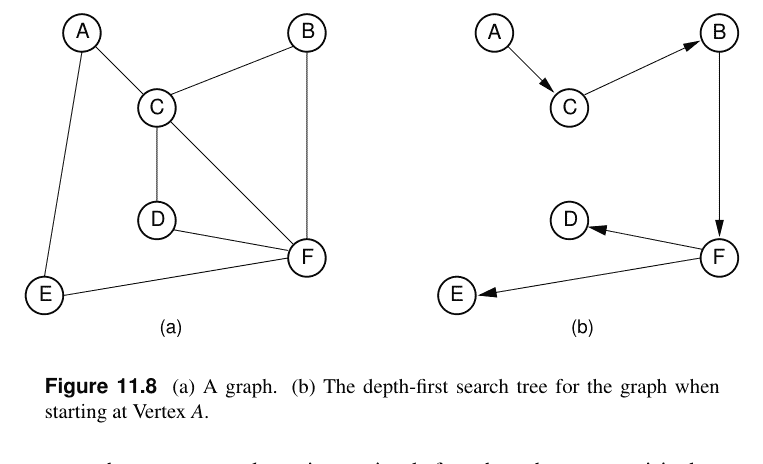 A B A B
C C
D D
F F
E E
(a) (b)
Figure 11.8 (a) A graph. (b) The depth-first search tree for the graph when
starting at Vertex A.